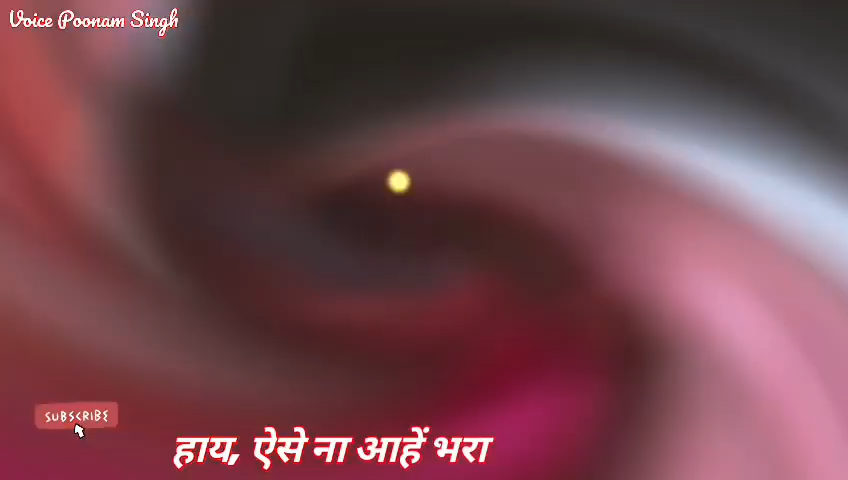 Voice Poonam Singh
SUBSCRIBE
हाय, ऐसे ना आहें भरा